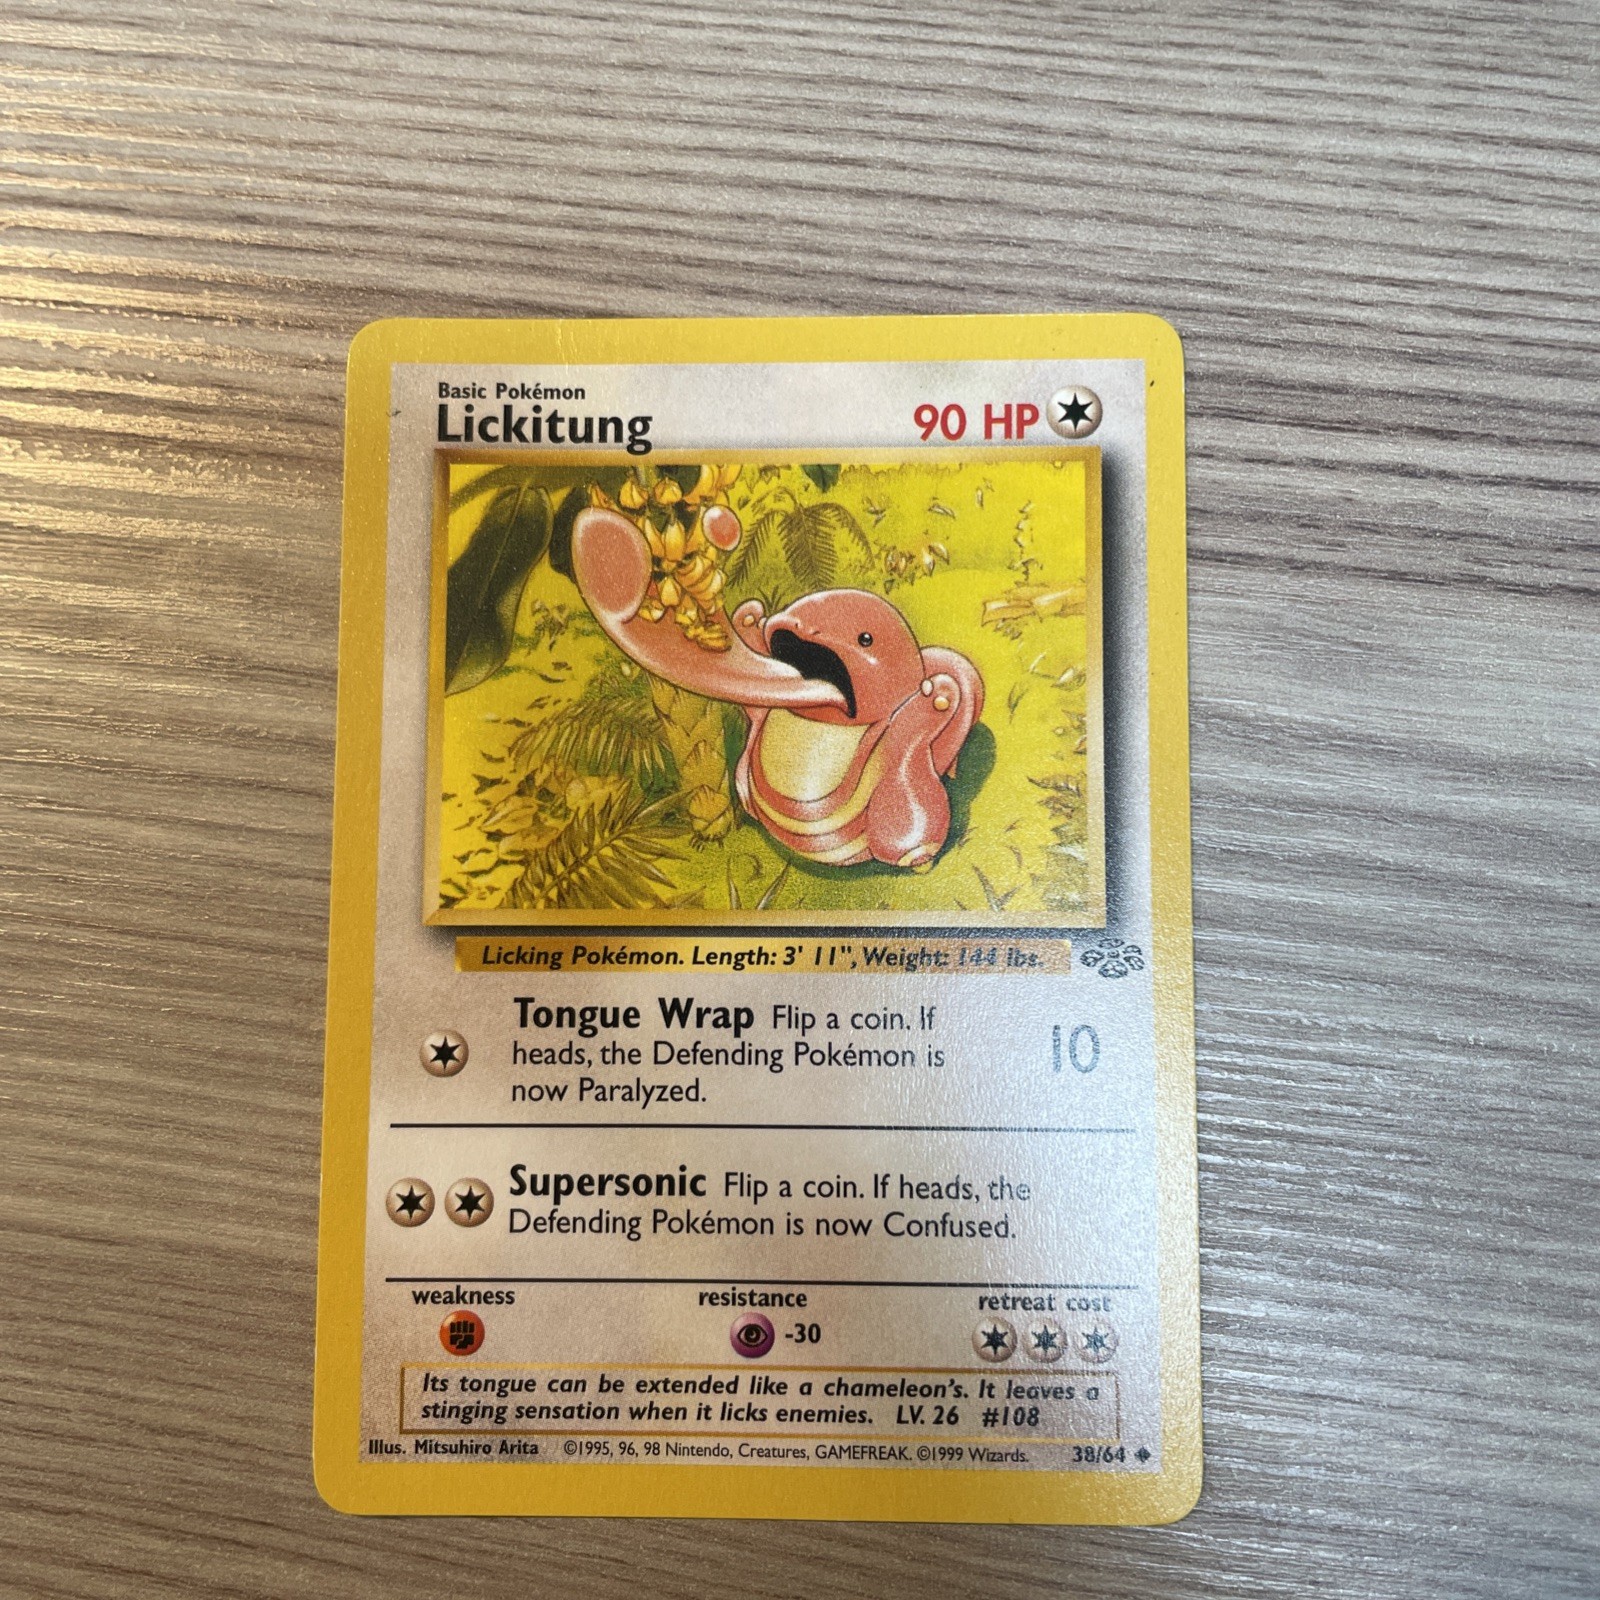 Basic Pokémon
Lickitung
90 HP
Licking Pokémon. Length: 3' 11", Weight: 144 lbs.
Tongue Wrap Flip a coin. If
heads, the Defending Pokémon is
now Paralyzed.
10
Supersonic Flip a coin. If heads, the
Defending Pokémon is now Confused.
weakness
resistance
retreat cost
-30
Its tongue can be extended like a chameleon's. It leaves a
stinging sensation when it licks enemies. LV. 26 #108
Illus. Mitsuhiro Arita ©1995, 96, 98 Nintendo, Creatures, GAMEFREAK. ©1999 Wizards. 38/64